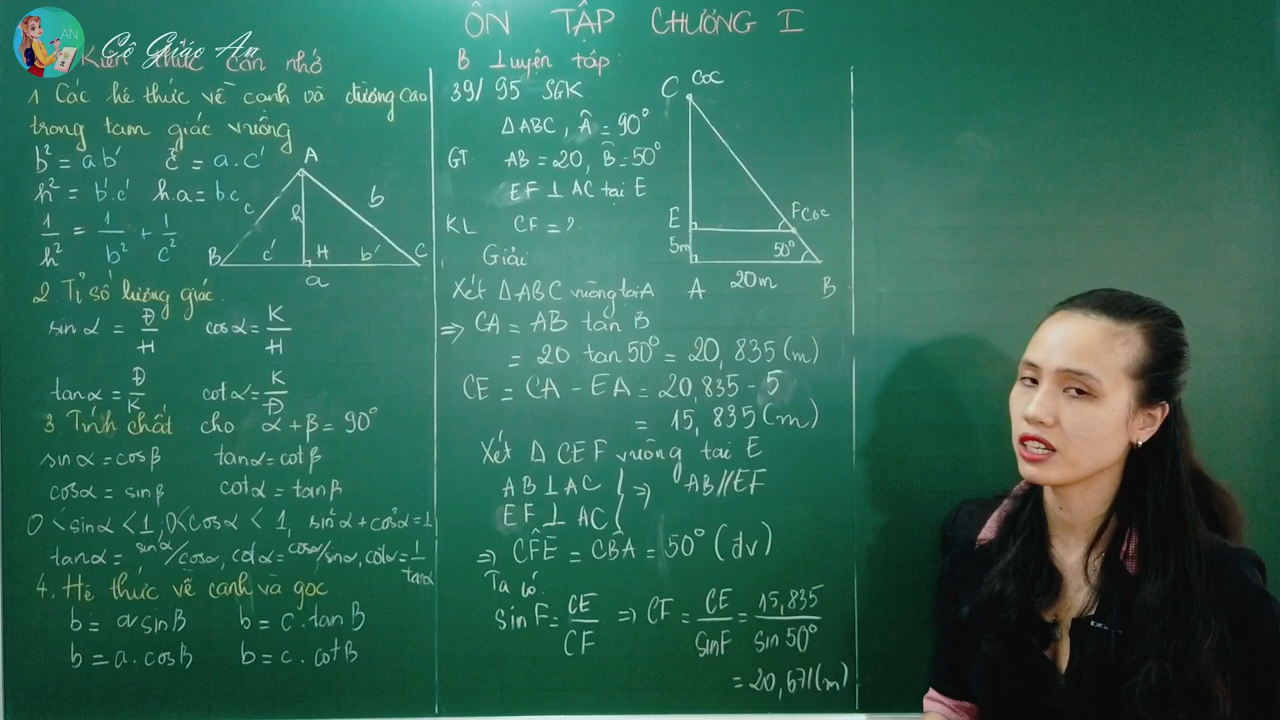 ÔN TẬP CHƯƠNG I
AN
Cô Giáo An
Kiến thức cần nhớ
1 Các hệ thức về cạnh và đường cao
trong tam giác vuông
b² = a.b' c² = a.c'
h² = b'.c' h.a = b.c
1/h² = 1/b² + 1/c²
A
c h b
B c' H b' C
a
2. Tỉ số lượng giác.
sin α = Đ/H cos α = K/H
tan α = Đ/K cot α = K/Đ
3. Tính chất cho α + β = 90°
sin α = cos β tan α = cot β
cos α = sin β cot α = tan β
0 < sin α < 1, 0 < cos α < 1, sin² α + cos² α = 1
tan α = sin α/cos α, cot α = cos α/sin α, cot α = 1/tan α
4. Hệ thức về cạnh và góc
b = a sin B b = c.tan B
b = a.cos B b = c.cot B
B Luyện tập:
39/ 95 SGK
Δ ABC, Â = 90°
GT AB = 20, B̂ = 50°
EF ⊥ AC tại E
KL CF = ?
C Cọc
E F Cọc
5m 50°
A 20m B
Giải
Xét Δ ABC vuông tại A
=> CA = AB tan B
= 20 tan 50° = 20,835 (m)
CE = CA - EA = 20,835 - 5
= 15,835 (m)
Xét Δ CEF vuông tại E
AB ⊥ AC
EF ⊥ AC } => AB // EF
=> CF̂E = CB̂A = 50° (đv)
Ta có:
sin F = CE/CF => CF = CE/sin F = 15,835/sin 50°
= 20,671 (m)